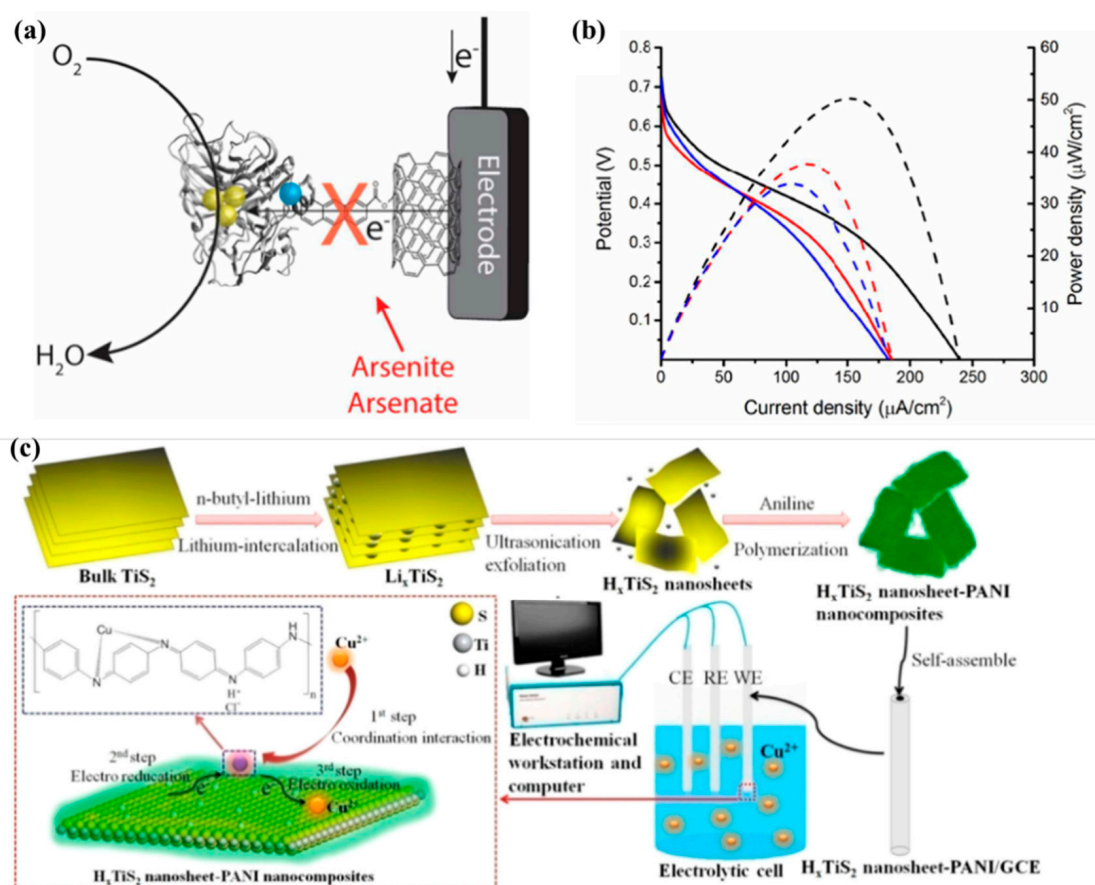 (a)
O2
e-
Electrode
e-
H2O
Arsenite
Arsenate
(b)
0.8
0.7
0.6
0.5
0.4
0.3
0.2
0.1
Potential (V)
60
50
40
30
20
10
Power density (μW/cm²)
0
50
100
150
200
250
300
Current density (μA/cm²)
(c)
n-butyl-lithium
Lithium-intercalation
Bulk TiS2
LixTiS2
Ultrasonication
exfoliation
HxTiS2 nanosheets
Aniline
Polymerization
HxTiS2 nanosheet-PANI
nanocomposites
Self-assemble
Cu
N
N
N
N
H
H+
Cl-
n
S
Ti
H
Cu2+
1st step
Coordination interaction
2nd step
Electro reducation
e-
3rd step
Electro oxidation
e-
Cu2+
HxTiS2 nanosheet-PANI nanocomposites
Electrochemical
workstation and
computer
CE RE WE
Cu2+
Electrolytic cell
HxTiS2 nanosheet-PANI/GCE